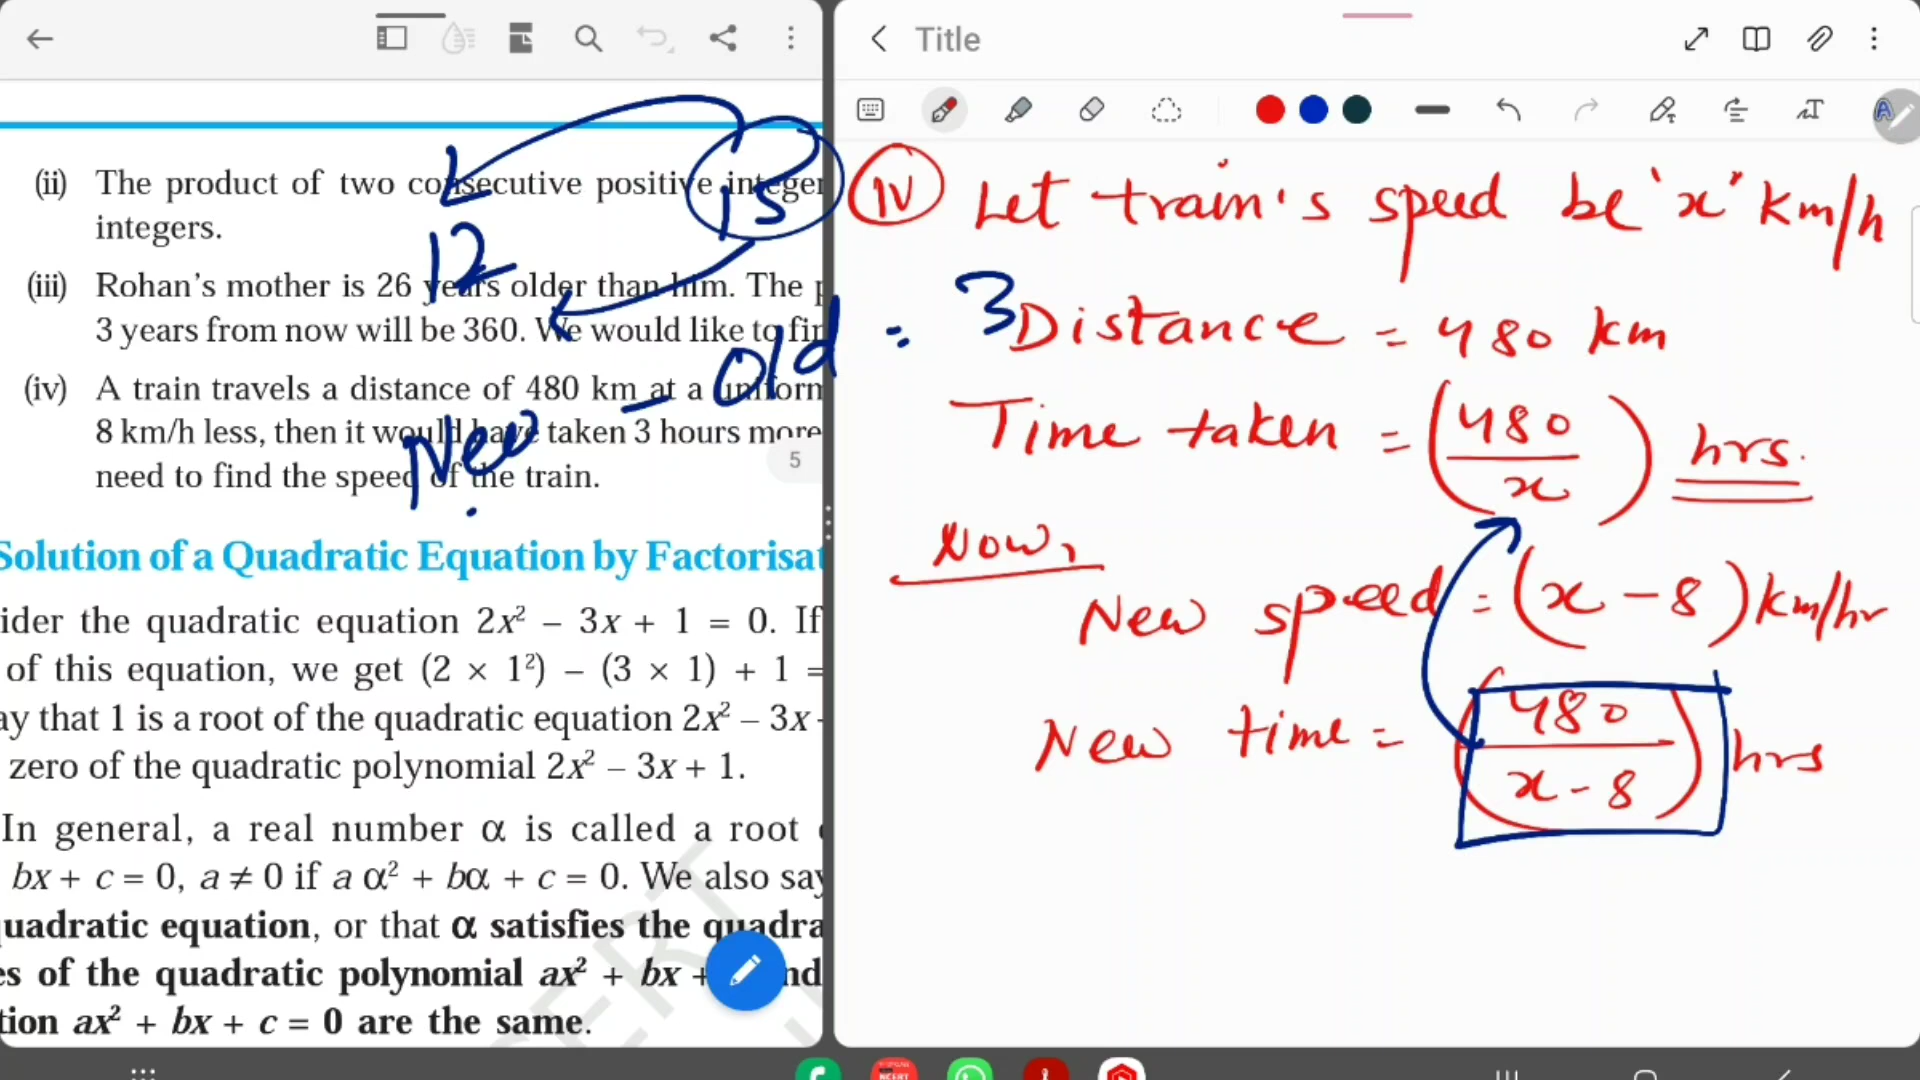 Title
(ii) The product of two consecutive positive integer
integers.
(iii) Rohan's mother is 26 years older than him. The p
3 years from now will be 360. We would like to fin
(iv) A train travels a distance of 480 km at a uniform
8 km/h less, then it would have taken 3 hours more
need to find the speed of the train.
5
15
12
New - old : 3
Solution of a Quadratic Equation by Factorisat
ider the quadratic equation 2x² – 3x + 1 = 0. If
of this equation, we get (2 × 1²) – (3 × 1) + 1 =
ay that 1 is a root of the quadratic equation 2x² – 3x
zero of the quadratic polynomial 2x² – 3x + 1.
In general, a real number α is called a root
bx + c = 0, a ≠ 0 if a α² + bα + c = 0. We also say
quadratic equation, or that α satisfies the quadra
es of the quadratic polynomial ax² + bx + nd
tion ax² + bx + c = 0 are the same.
(iv) Let train's speed be 'x' km/h
Distance = 480 km
Time taken = (480/x) hrs.
Now,
New speed = (x - 8) km/hr
New time = (480/x - 8) hrs